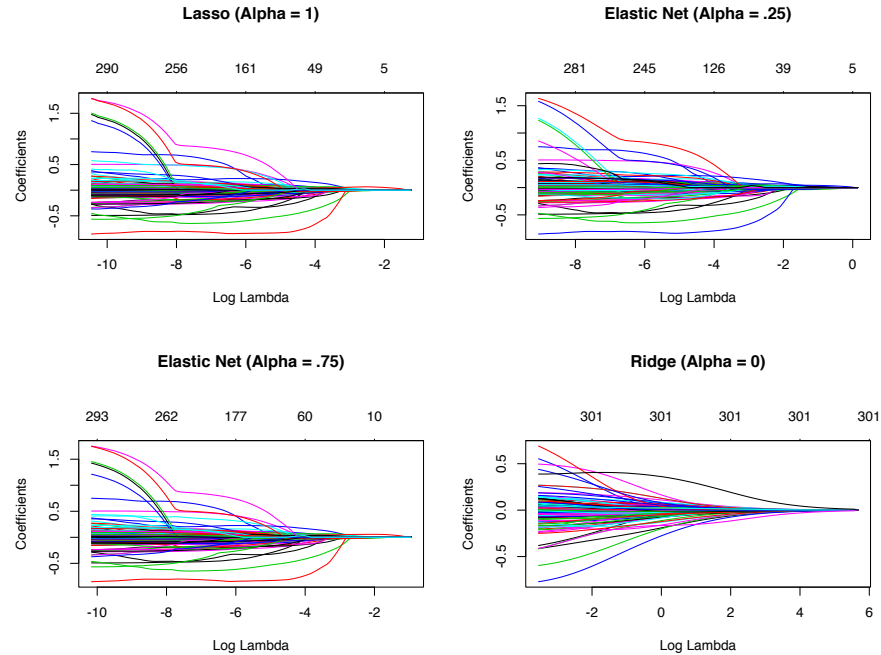 Lasso (Alpha = 1)
290 256 161 49 5
Coefficients
1.5
0.5
-0.5
-10 -8 -6 -4 -2
Log Lambda
Elastic Net (Alpha = .25)
281 245 126 39 5
Coefficients
1.5
0.5
-0.5
-8 -6 -4 -2 0
Log Lambda
Elastic Net (Alpha = .75)
293 262 177 60 10
Coefficients
1.5
0.5
-0.5
-10 -8 -6 -4 -2
Log Lambda
Ridge (Alpha = 0)
301 301 301 301 301
Coefficients
0.5
0.0
-0.5
-2 0 2 4 6
Log Lambda